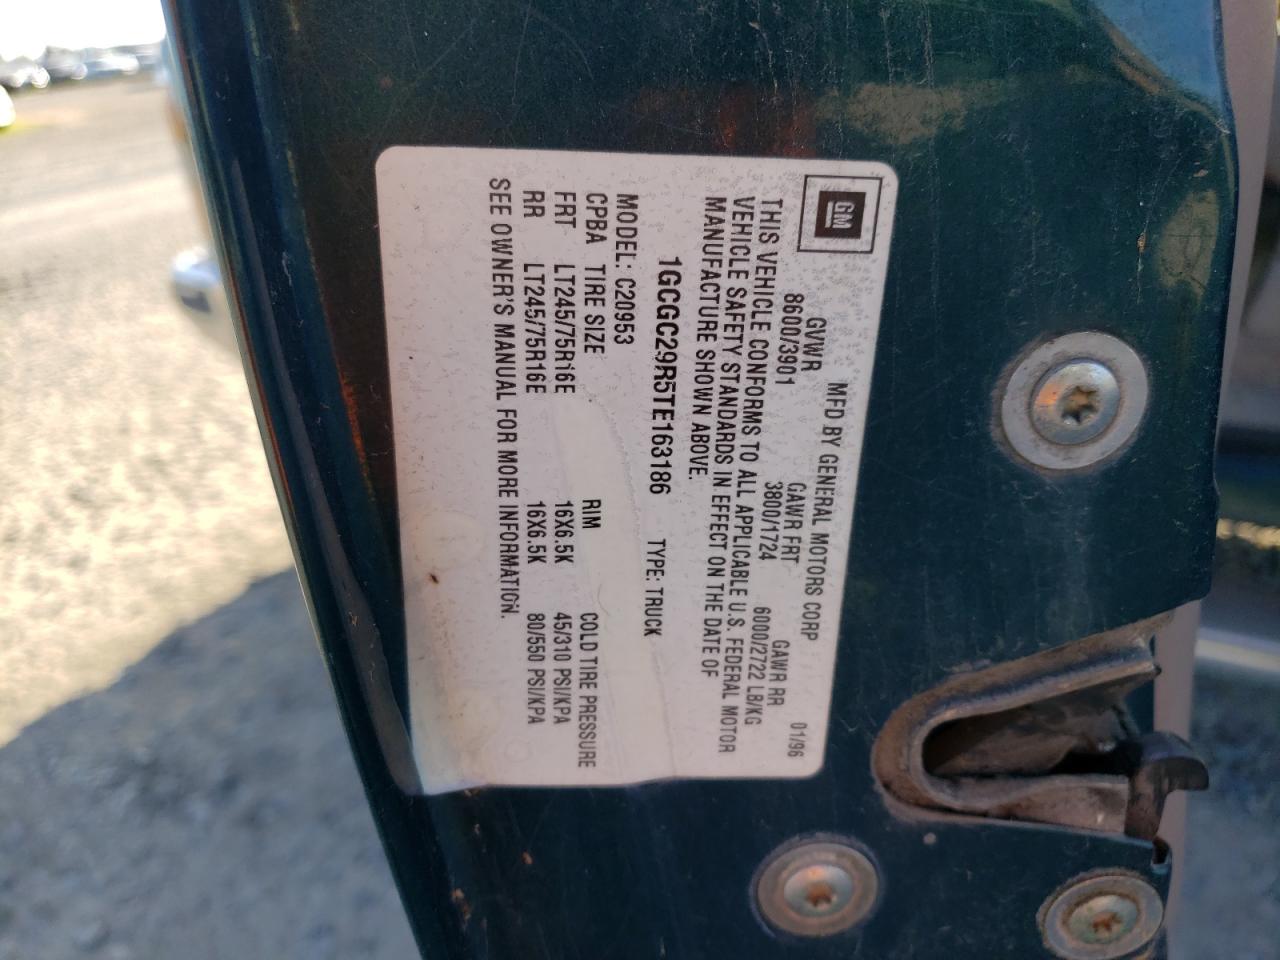 GM
MFD BY GENERAL MOTORS CORP 01/96
GVWR GAWR FRT GAWR RR
8600/3901 3800/1724 6000/2722 LB/KG
THIS VEHICLE CONFORMS TO ALL APPLICABLE U.S. FEDERAL MOTOR
VEHICLE SAFETY STANDARDS IN EFFECT ON THE DATE OF
MANUFACTURE SHOWN ABOVE.
1GCGC29R5TE163186 TYPE: TRUCK
MODEL: C20953
CPBA TIRE SIZE RIM COLD TIRE PRESSURE
FRT LT245/75R16E 16X6.5K 45/310 PSI/KPA
RR LT245/75R16E 16X6.5K 80/550 PSI/KPA
SEE OWNER'S MANUAL FOR MORE INFORMATION.